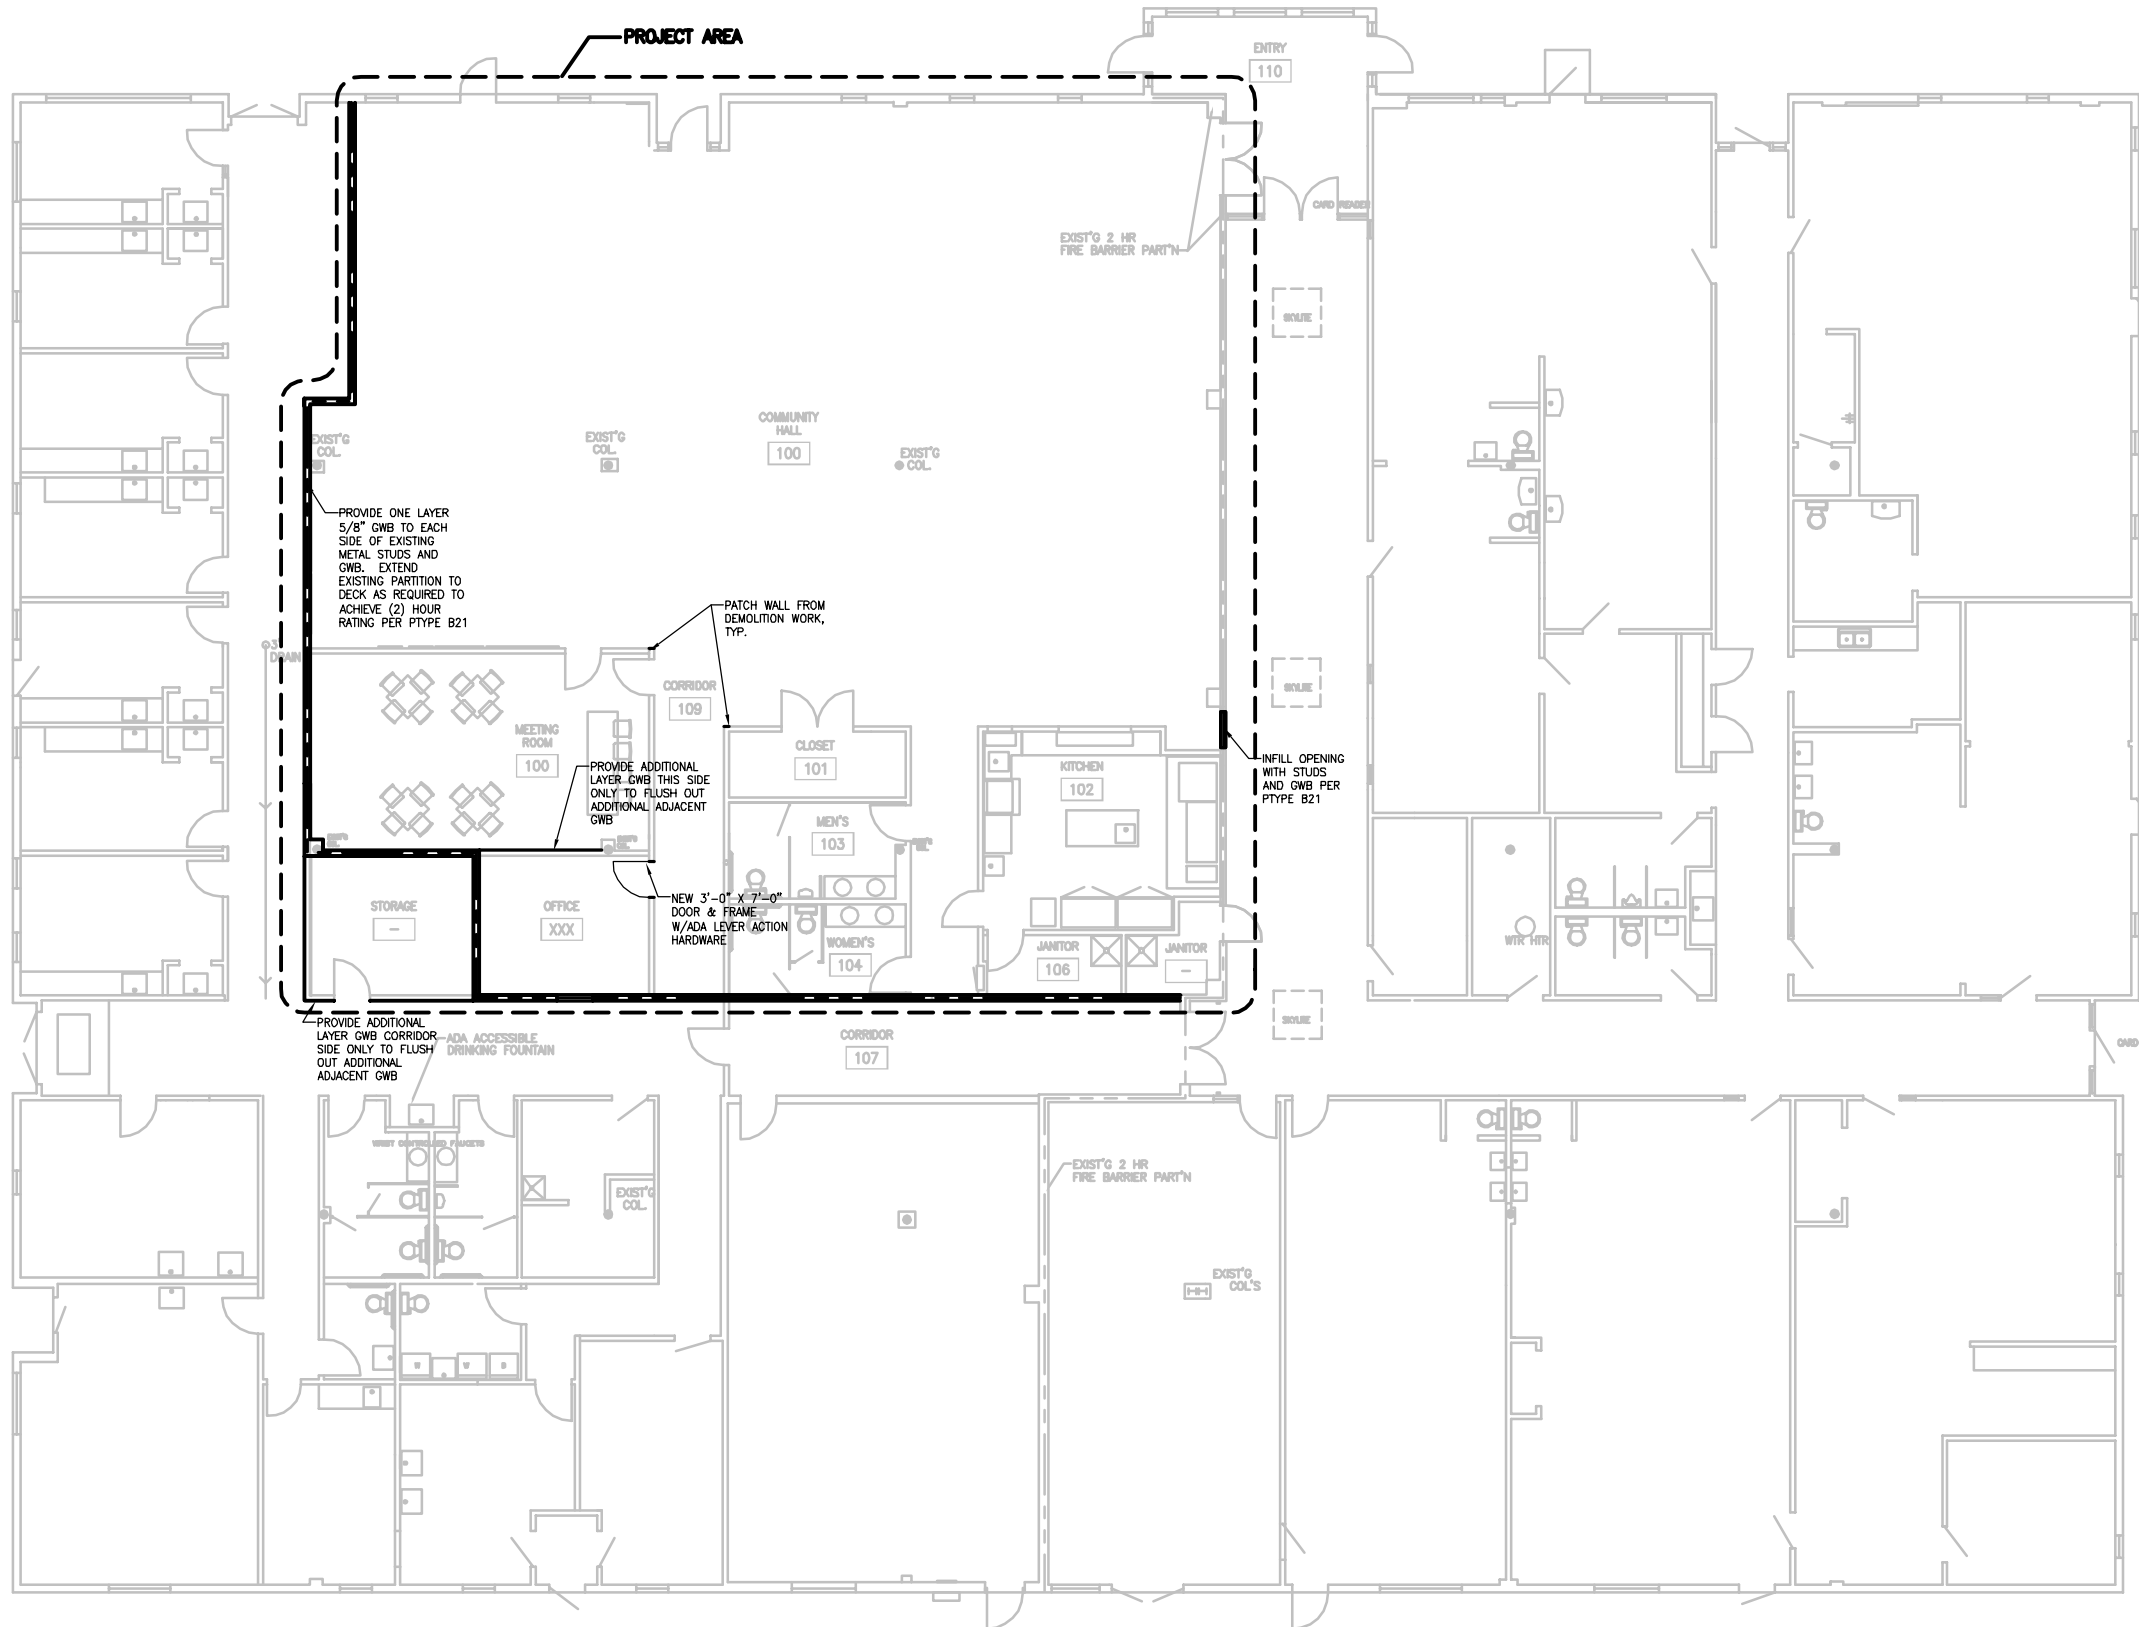 PROJECT AREA
ENTRY
110
CARD READER
EXIST'G 2 HR
FIRE BARRIER PART'N
SKYLITE
COMMUNITY
HALL
100
EXIST'G
COL.
EXIST'G
COL.
EXIST'G
COL.
PROVIDE ONE LAYER
5/8" GWB TO EACH
SIDE OF EXISTING
METAL STUDS AND
GWB. EXTEND
EXISTING PARTITION TO
DECK AS REQUIRED TO
ACHIEVE (2) HOUR
RATING PER PTYPE B21
PATCH WALL FROM
DEMOLITION WORK,
TYP.
3"
DRAIN
CORRIDOR
109
SKYLITE
MEETING
ROOM
100
CLOSET
101
KITCHEN
102
INFILL OPENING
WITH STUDS
AND GWB PER
PTYPE B21
PROVIDE ADDITIONAL
LAYER GWB THIS SIDE
ONLY TO FLUSH OUT
ADDITIONAL ADJACENT
GWB
MEN'S
103
STORAGE
-
OFFICE
XXX
NEW 3'-0" X 7'-0"
DOOR & FRAME
W/ADA LEVER ACTION
HARDWARE
WOMEN'S
104
JANITOR
106
JANITOR
-
WTR HTR
SKYLITE
PROVIDE ADDITIONAL
LAYER GWB CORRIDOR
SIDE ONLY TO FLUSH
OUT ADDITIONAL
ADJACENT GWB
ADA ACCESSIBLE
DRINKING FOUNTAIN
CORRIDOR
107
CARD
WRIST CONTROLLED FAUCETS
EXIST'G 2 HR
FIRE BARRIER PART'N
EXIST'G
COL.
EXIST'G
COL'S
W
W